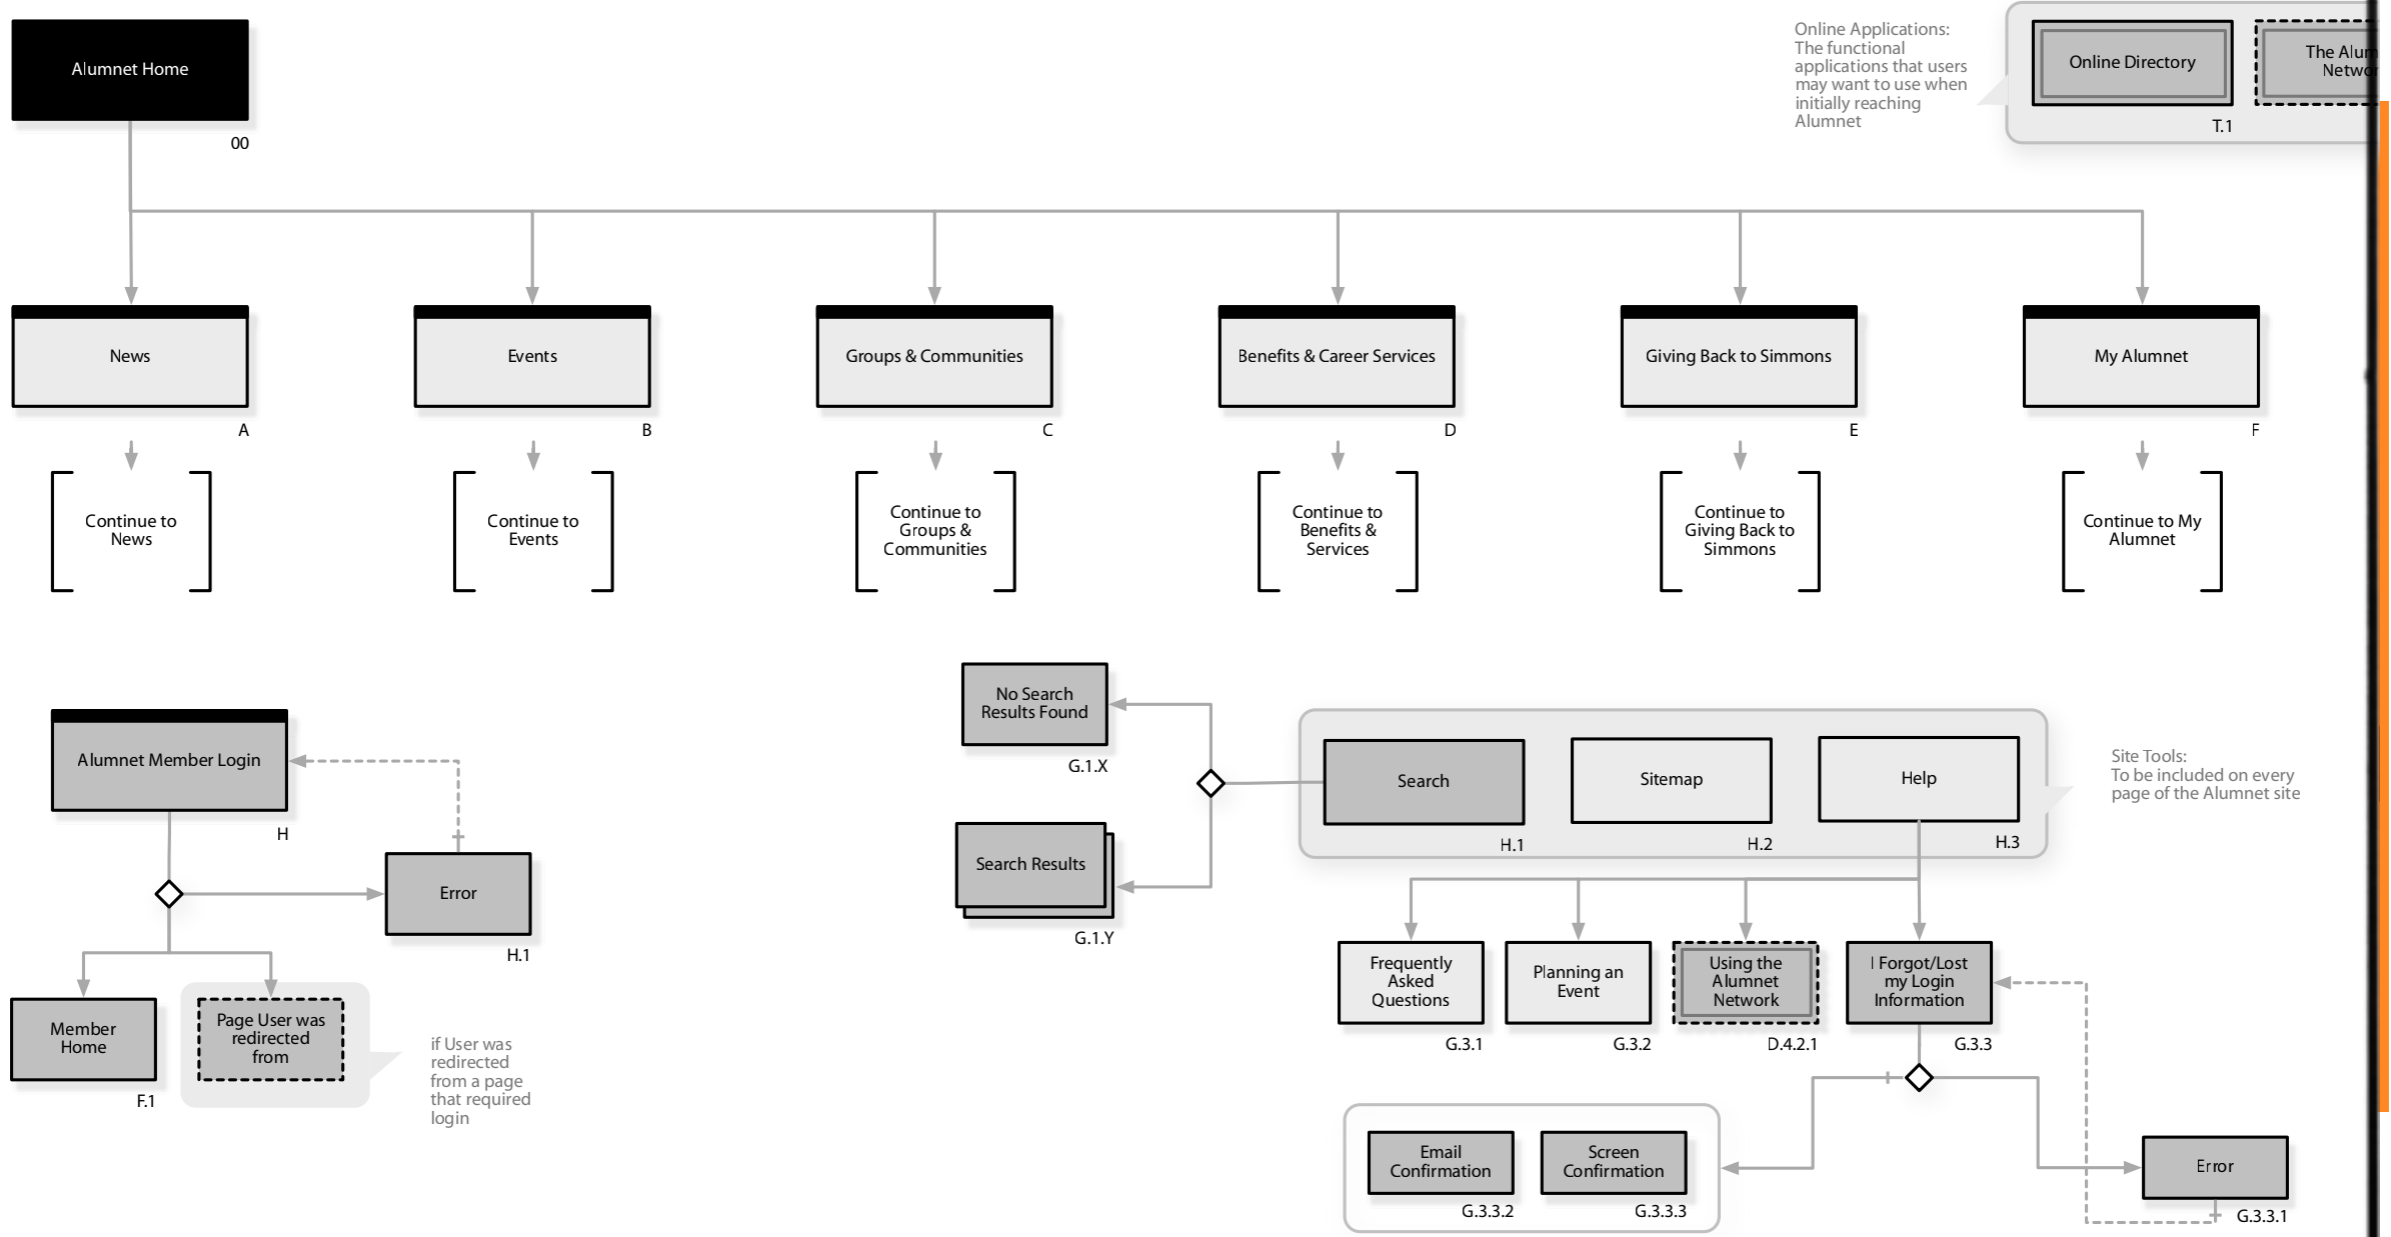 Alumnet Home
00
Online Applications:
The functional
applications that users
may want to use when
initially reaching
Alumnet
Online Directory
T.1
The
News
A
Events
B
Groups & Communities
C
Benefits & Career Services
D
Giving Back to Simmons
E
My Alumnet
F
Continue to
News
Continue to
Events
Continue to
Groups &
Communities
Continue to
Benefits &
Services
Continue to
Giving Back to
Simmons
Continue to My
Alumnet
Alumnet Member Login
H
Error
H.1
Member
Home
F.1
Page User was
redirected
from
if User was
redirected
from a page
that required
login
No Search
Results Found
G.1.X
Search Results
G.1.Y
Search
H.1
Sitemap
H.2
Help
H.3
Site Tools:
To be included on every
page of the Alumnet site
Frequently
Asked
Questions
G.3.1
Planning an
Event
G.3.2
Using the
Alumnet
Network
D.4.2.1
I Forgot/Lost
my Login
Information
G.3.3
Email
Confirmation
G.3.3.2
Screen
Confirmation
G.3.3.3
Error
G.3.3.1